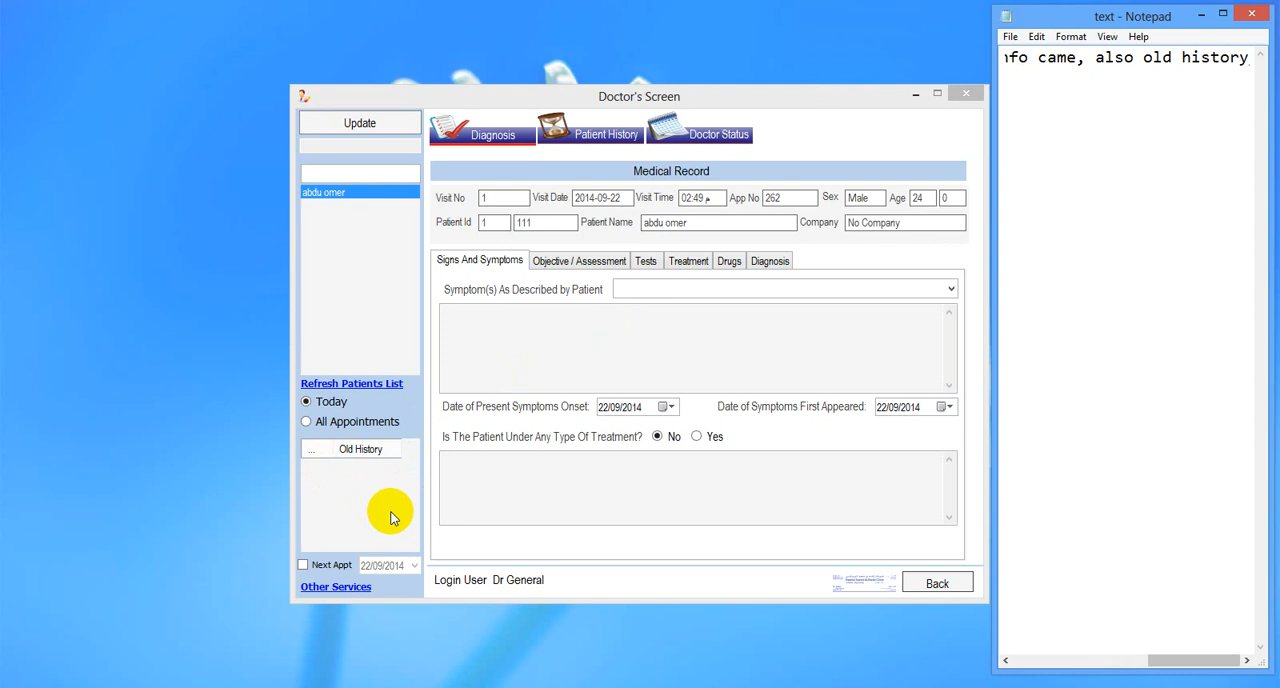 text - Notepad
File Edit Format View Help
nfo came, also old history,
Doctor's Screen
Update
Diagnosis
Patient History
Doctor Status
Medical Record
Visit No 1 Visit Date 2014-09-22 Visit Time 02:49 م App No 262 Sex Male Age 24 0
Patient Id 1 111 Patient Name abdu omer Company No Company
abdu omer
Signs And Symptoms Objective / Assessment Tests Treatment Drugs Diagnosis
Symptom(s) As Described by Patient
Refresh Patients List
Today
All Appointments
Date of Present Symptoms Onset: 22/09/2014 Date of Symptoms First Appeared: 22/09/2014
Is The Patient Under Any Type Of Treatment? No Yes
... Old History
Next Appt 22/09/2014
Other Services
Login User Dr General
Back